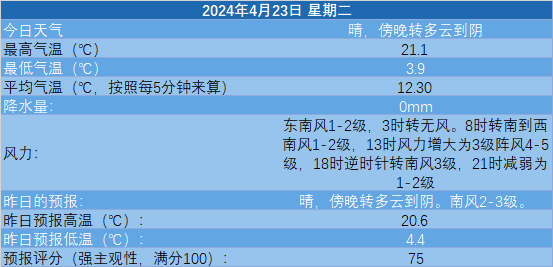 2024年4月23日 星期二
今日天气 晴，傍晚转多云到阴
最高气温（℃） 21.1
最低气温（℃） 3.9
平均气温（℃，按照每5分钟来算） 12.30
降水量： 0mm
风力： 东南风1-2级，3时转无风。8时转南到西
南风1-2级，13时风力增大为3级阵风4-5
级，18时逆时针转南风3级，21时减弱为
1-2级
昨日的预报： 晴，傍晚转多云到阴。南风2-3级。
昨日预报高温（℃）： 20.6
昨日预报低温（℃）： 4.4
预报评分（强主观性，满分100）： 75